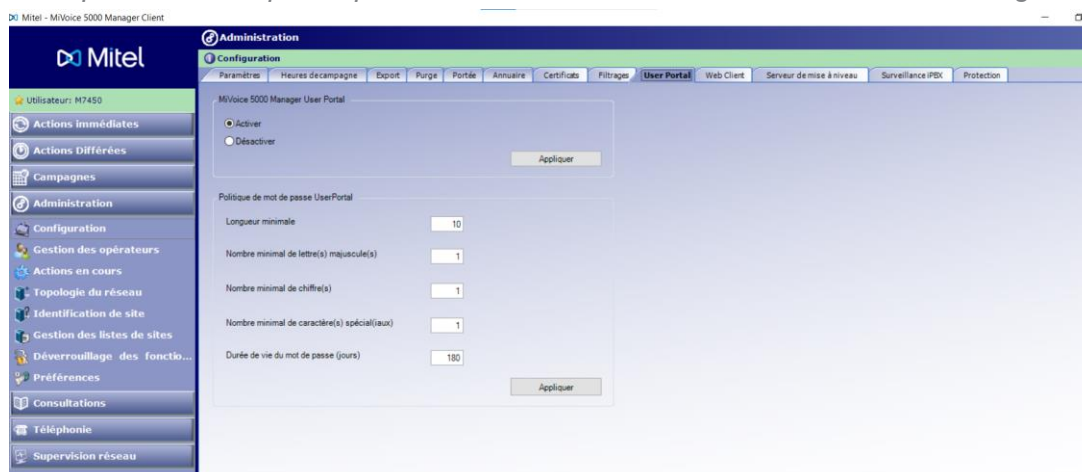 Mitel - MiVoice 5000 Manager Client
Mitel
Administration
Configuration
Paramètres Heures de campagne Export Purge Portée Annuaire Certificats Filtrages User Portal Web Client Serveur de mise à niveau Surveillance iPBX Protection
Utilisateur: M7450
Actions immédiates
Actions Différées
Campagnes
Administration
Configuration
Gestion des opérateurs
Actions en cours
Topologie du réseau
Identification de site
Gestion des listes de sites
Déverrouillage des fonctio...
Préférences
Consultations
Téléphonie
Supervision réseau
MiVoice 5000 Manager User Portal
Activer
Désactiver
Appliquer
Politique de mot de passe UserPortal
Longueur minimale 10
Nombre minimal de lettre(s) majuscule(s) 1
Nombre minimal de chiffre(s) 1
Nombre minimal de caractère(s) spécial(iaux) 1
Durée de vie du mot de passe (jours) 180
Appliquer